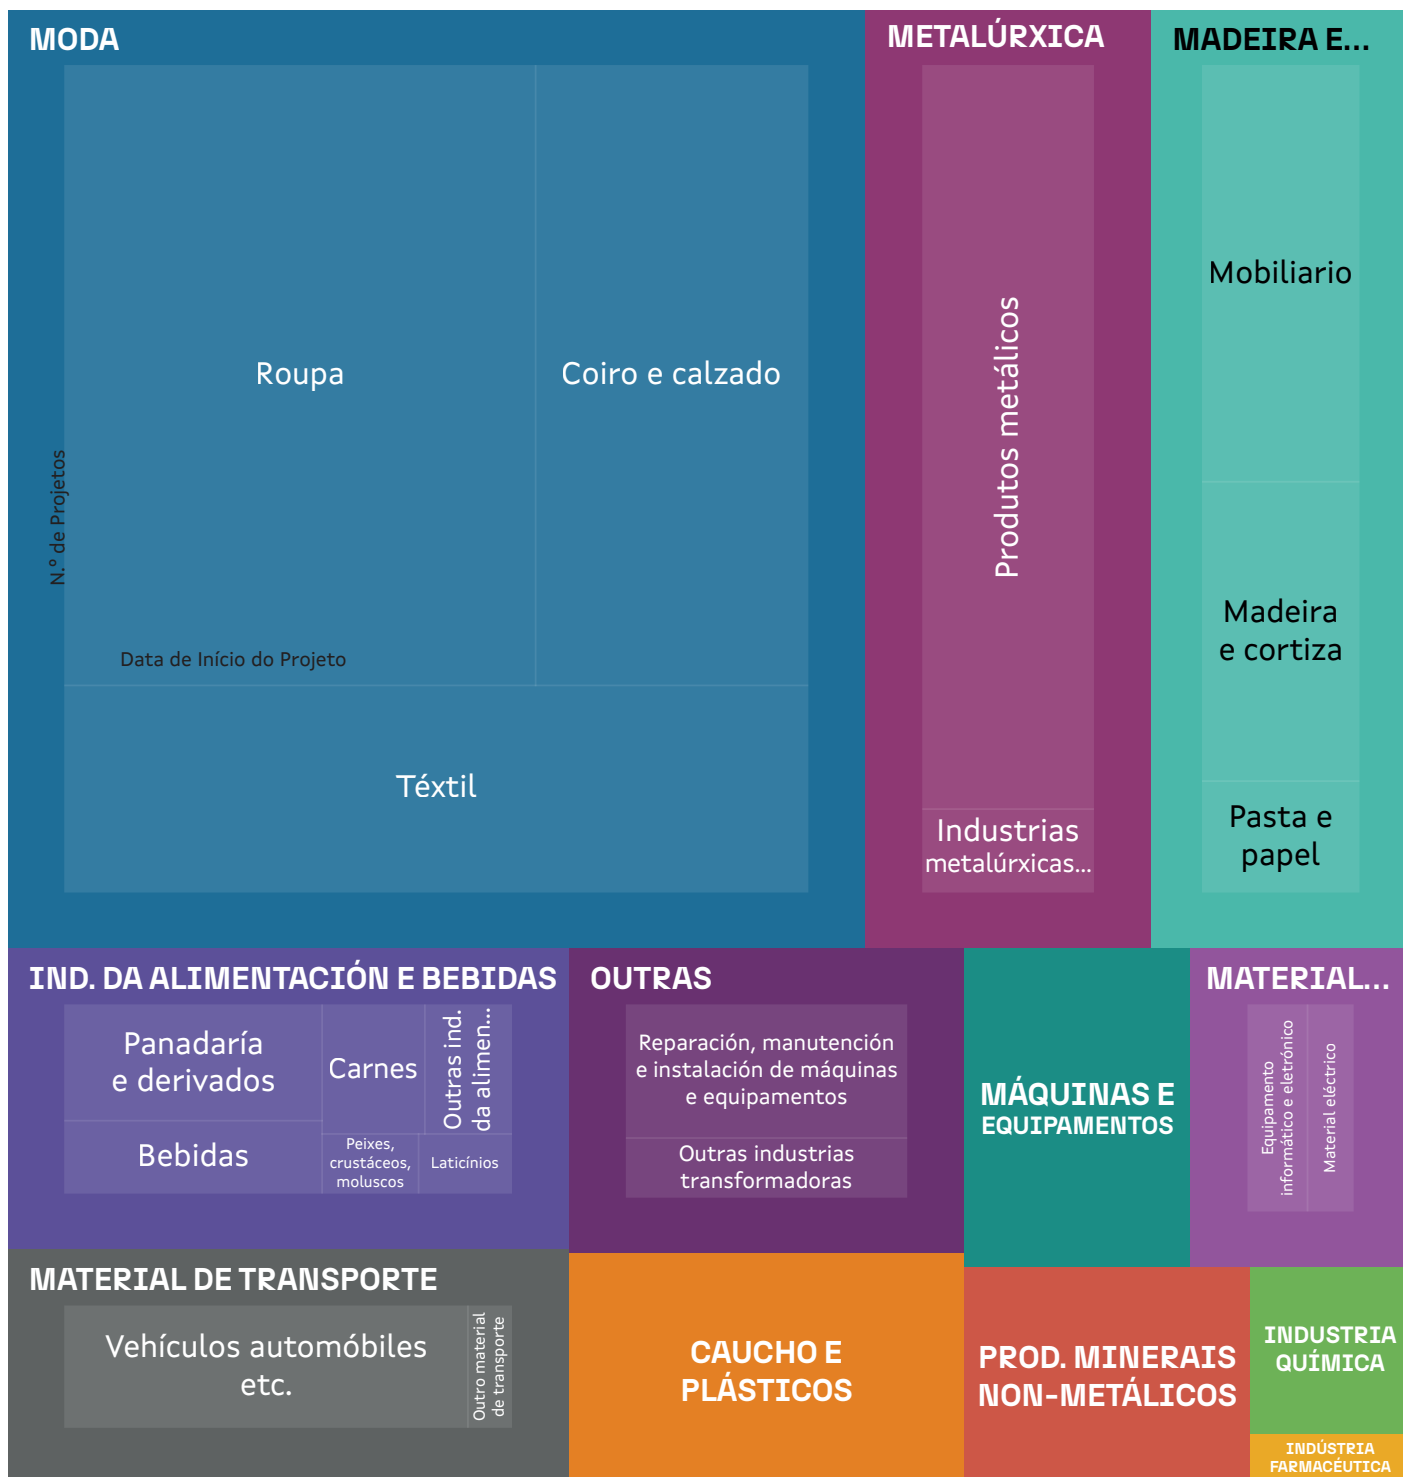 MODA
Roupa
Coiro e calzado
N.º de Projetos
Data de Início do Projeto
Téxtil
METALÚRXICA
Produtos metálicos
Industrias
metalúrxicas...
MADEIRA E...
Mobiliario
Madeira
e cortiza
Pasta e
papel
IND. DA ALIMENTACIÓN E BEBIDAS
Panadaría
e derivados
Carnes
Outras ind.
da alimen...
Bebidas
Peixes,
crustáceos,
moluscos
Laticínios
OUTRAS
Reparación, manutención
e instalación de máquinas
e equipamentos
Outras industrias
transformadoras
MÁQUINAS E
EQUIPAMENTOS
MATERIAL...
Equipamento
informático e eletrónico
Material eléctrico
MATERIAL DE TRANSPORTE
Vehículos automóbiles
etc.
Outro material
de transporte
CAUCHO E
PLÁSTICOS
PROD. MINERAIS
NON-METÁLICOS
INDUSTRIA
QUÍMICA
INDÚSTRIA
FARMACÉUTICA